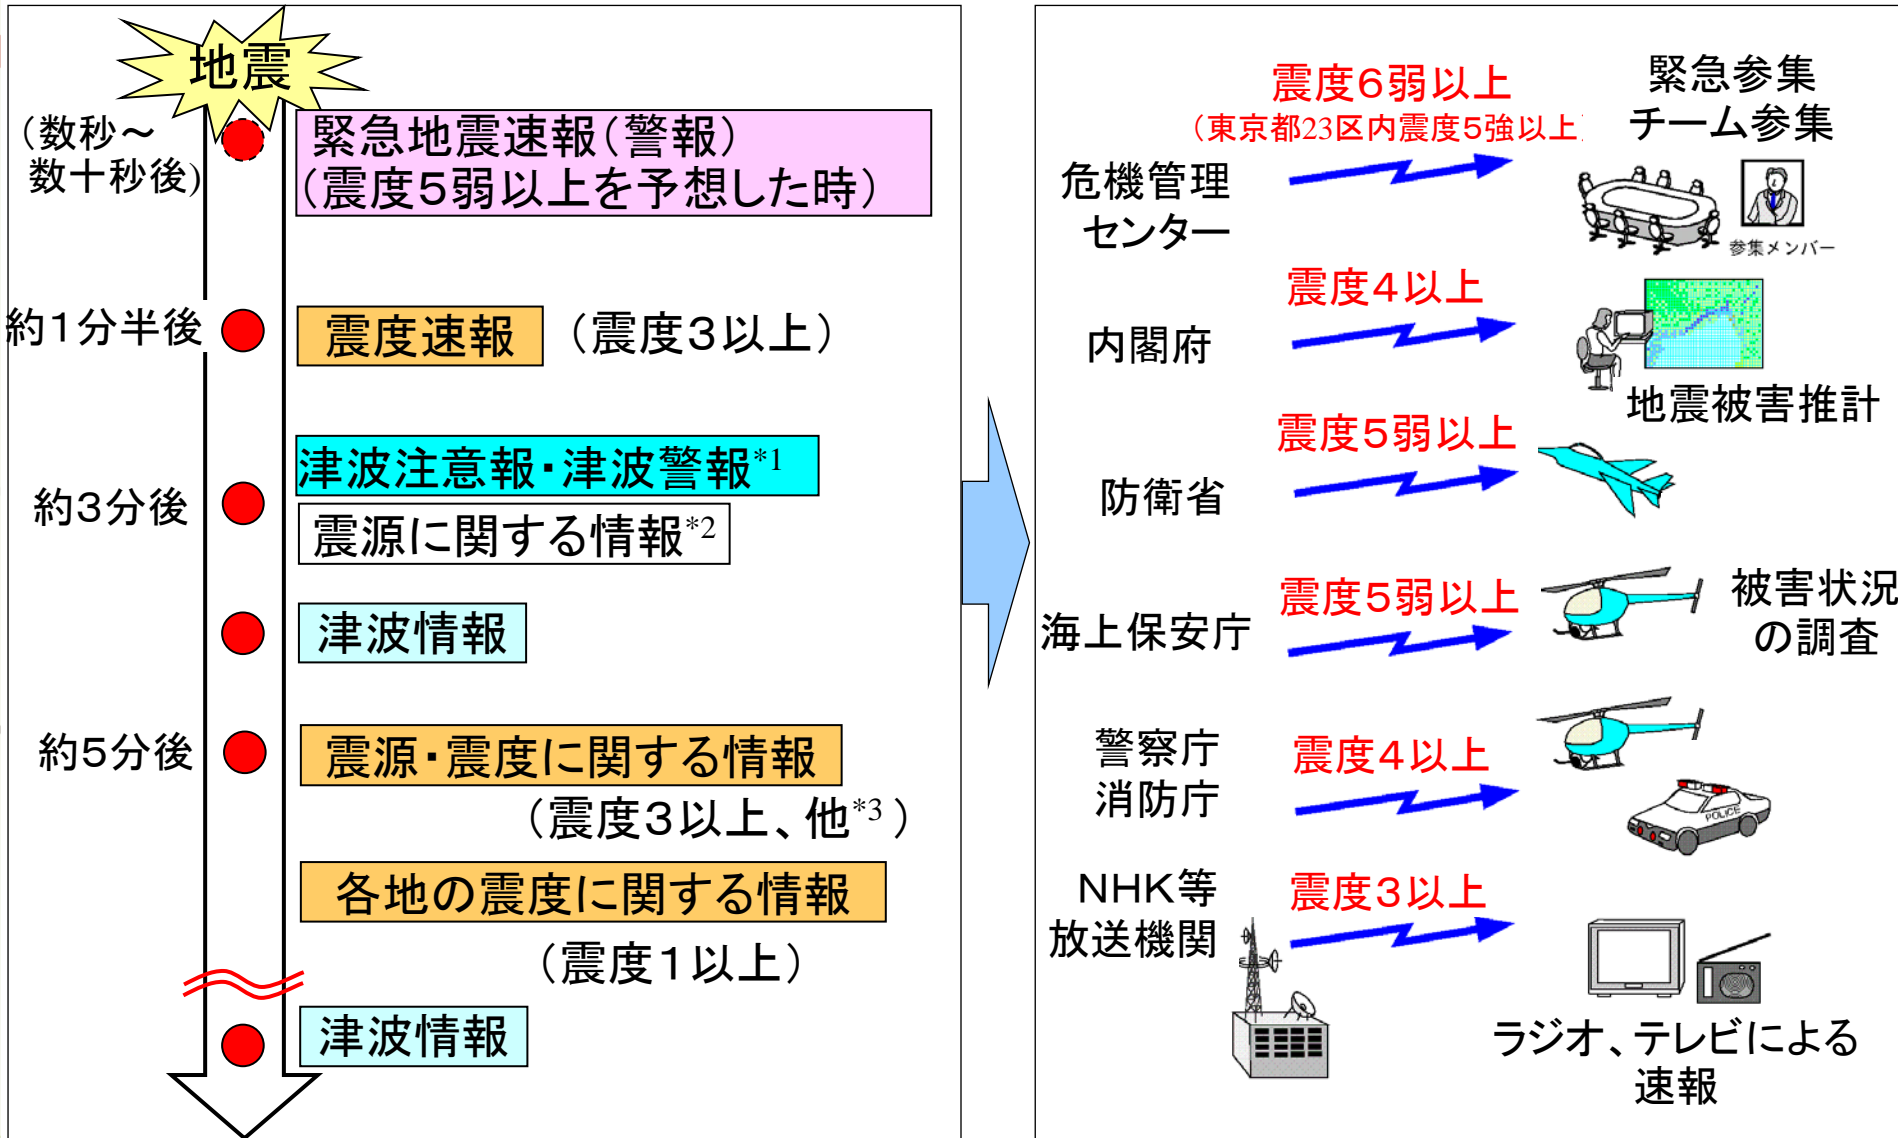 地震
（数秒～
数十秒後）
緊急地震速報（警報）
（震度５弱以上を予想した時）
約１分半後
震度速報
（震度３以上）
約３分後
津波注意報・津波警報*1
震源に関する情報*2
津波情報
約５分後
震源・震度に関する情報
（震度３以上、他*3）
各地の震度に関する情報
（震度１以上）
津波情報
震度６弱以上
（東京都23区内震度５強以上）
緊急参集
チーム参集
危機管理
センター
参集メンバー
震度４以上
内閣府
地震被害推計
震度５弱以上
防衛省
震度５弱以上
海上保安庁
被害状況
の調査
警察庁
消防庁
震度４以上
POLICE
NHK等
放送機関
震度３以上
ラジオ、テレビによる
速報